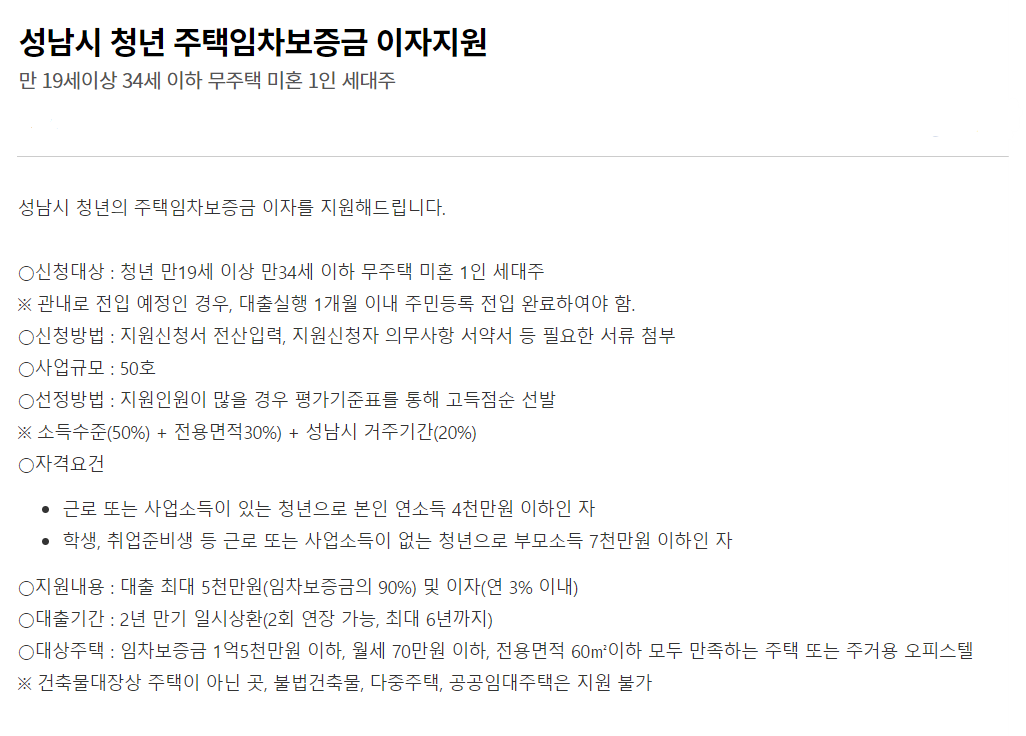 성남시 청년 주택임차보증금 이자지원
만 19세이상 34세 이하 무주택 미혼 1인 세대주
성남시 청년의 주택임차보증금 이자를 지원해드립니다.
○신청대상 : 청년 만19세 이상 만34세 이하 무주택 미혼 1인 세대주
※ 관내로 전입 예정인 경우, 대출실행 1개월 이내 주민등록 전입 완료하여야 함.
○신청방법 : 지원신청서 전산입력, 지원신청자 의무사항 서약서 등 필요한 서류 첨부
○사업규모 : 50호
○선정방법 : 지원인원이 많을 경우 평가기준표를 통해 고득점순 선발
※ 소득수준(50%) + 전용면적30%) + 성남시 거주기간(20%)
○자격요건
• 근로 또는 사업소득이 있는 청년으로 본인 연소득 4천만원 이하인 자
• 학생, 취업준비생 등 근로 또는 사업소득이 없는 청년으로 부모소득 7천만원 이하인 자
○지원내용 : 대출 최대 5천만원(임차보증금의 90%) 및 이자(연 3% 이내)
○대출기간 : 2년 만기 일시상환(2회 연장 가능, 최대 6년까지)
○대상주택 : 임차보증금 1억5천만원 이하, 월세 70만원 이하, 전용면적 60㎡이하 모두 만족하는 주택 또는 주거용 오피스텔
※ 건축물대장상 주택이 아닌 곳, 불법건축물, 다중주택, 공공임대주택은 지원 불가